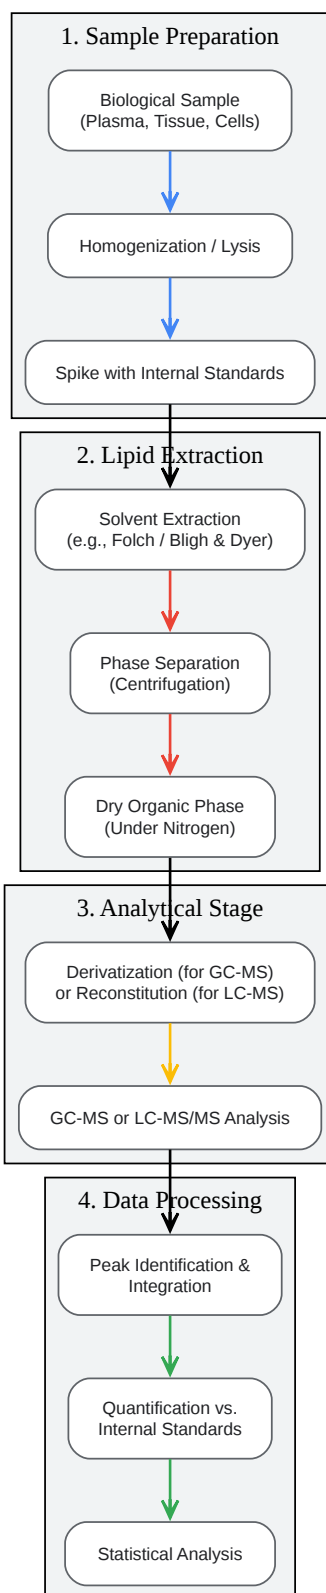 1. Sample Preparation
Biological Sample
(Plasma, Tissue, Cells)
Homogenization / Lysis
Spike with Internal Standards
2. Lipid Extraction
Solvent Extraction
(e.g., Folch / Bligh & Dyer)
Phase Separation
(Centrifugation)
Dry Organic Phase
(Under Nitrogen)
3. Analytical Stage
Derivatization (for GC-MS)
or Reconstitution (for LC-MS)
GC-MS or LC-MS/MS Analysis
4. Data Processing
Peak Identification &
Integration
Quantification vs.
Internal Standards
Statistical Analysis